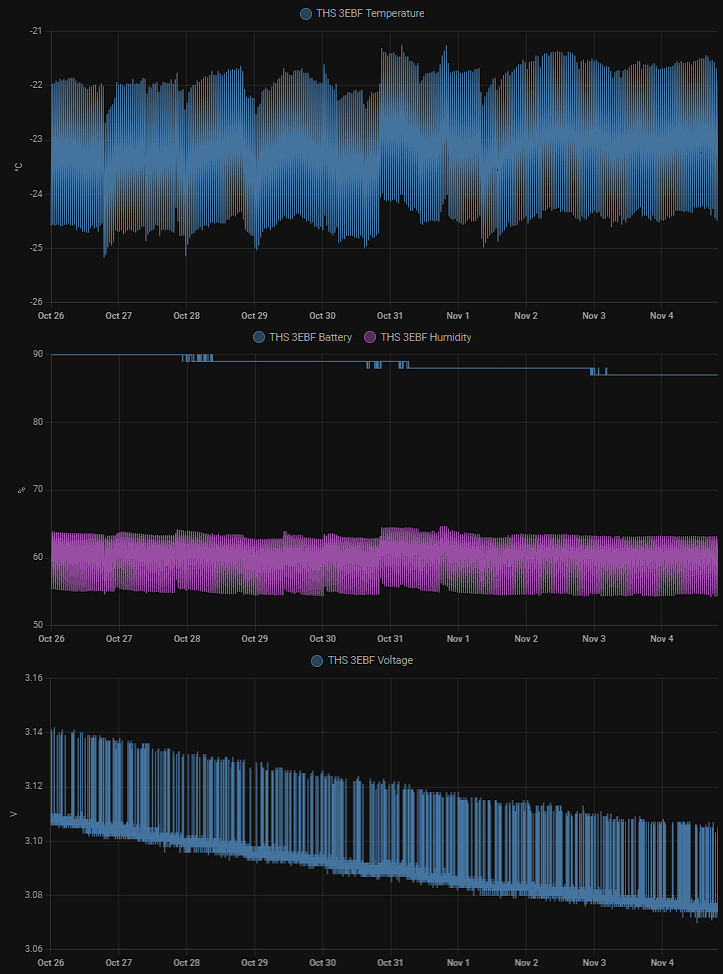 THS 3EBF Temperature
-21
-22
-23
°C
-24
-25
-26
Oct 26 Oct 27 Oct 28 Oct 29 Oct 30 Oct 31 Nov 1 Nov 2 Nov 3 Nov 4
THS 3EBF Battery THS 3EBF Humidity
90
80
70
%
60
50
Oct 26 Oct 27 Oct 28 Oct 29 Oct 30 Oct 31 Nov 1 Nov 2 Nov 3 Nov 4
THS 3EBF Voltage
3.16
3.14
3.12
V
3.10
3.08
3.06
Oct 26 Oct 27 Oct 28 Oct 29 Oct 30 Oct 31 Nov 1 Nov 2 Nov 3 Nov 4